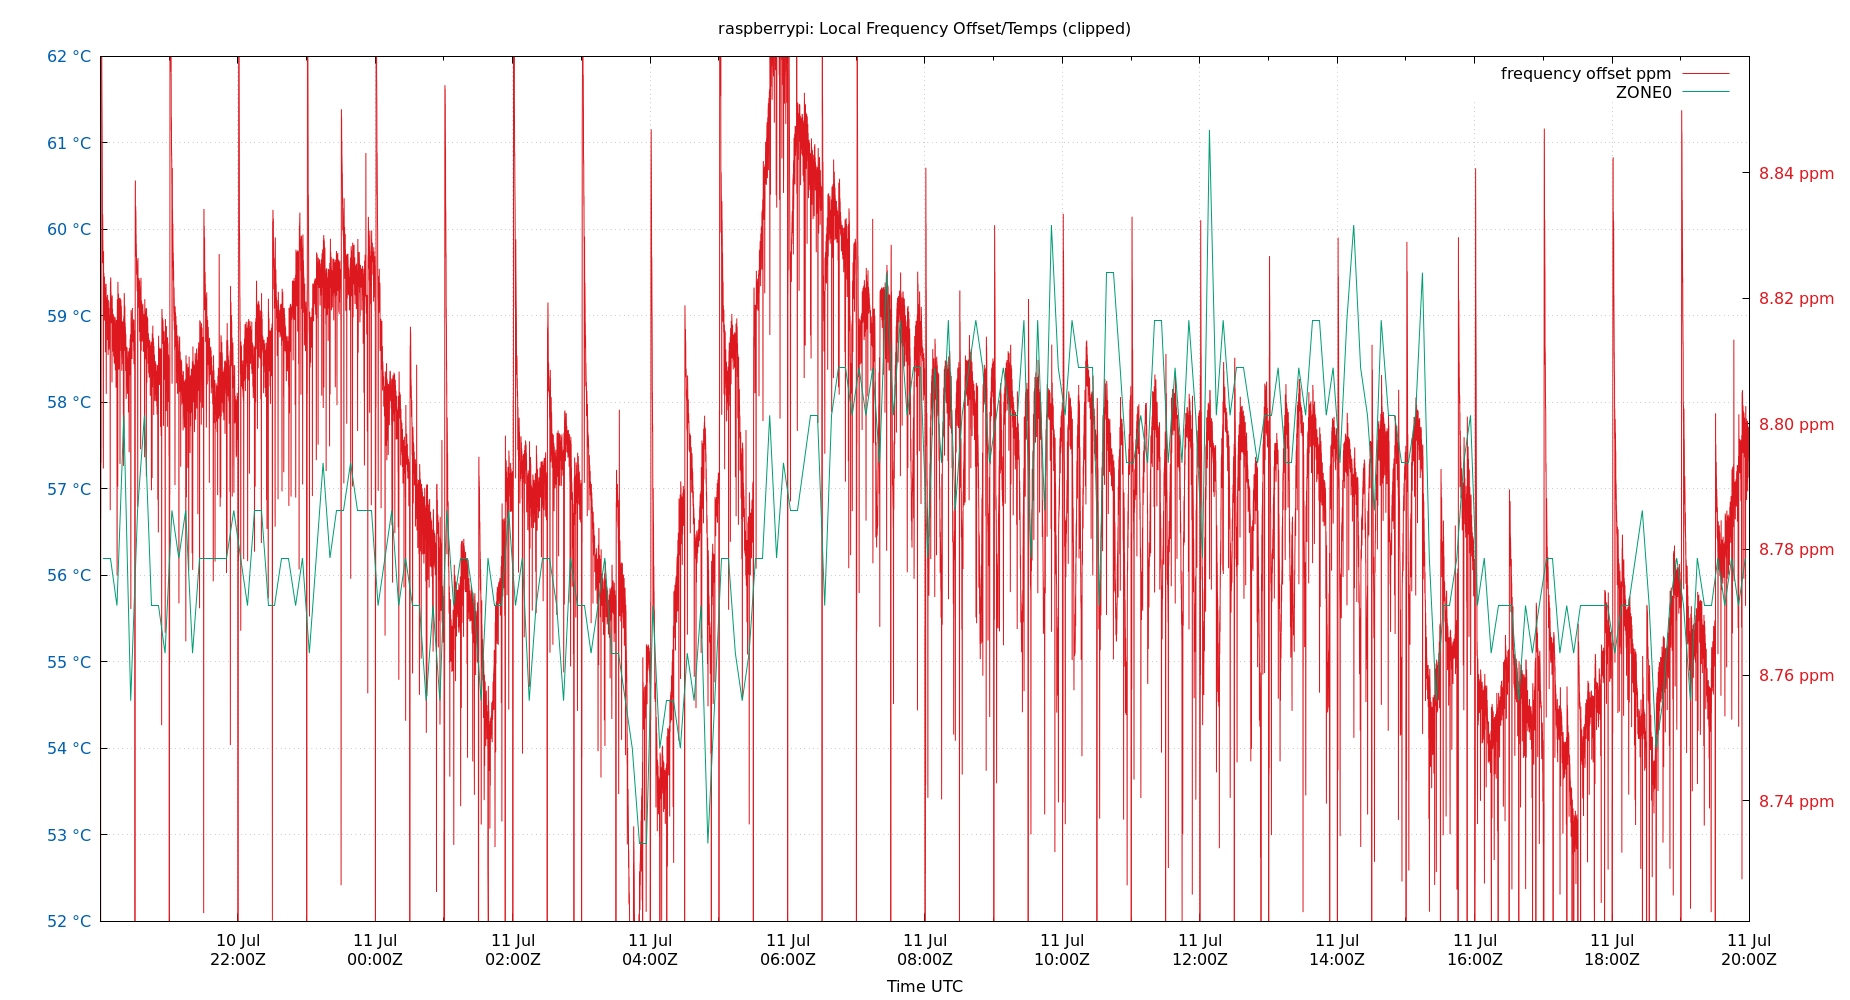 raspberrypi: Local Frequency Offset/Temps (clipped)
62 °C
61 °C
60 °C
59 °C
58 °C
57 °C
56 °C
55 °C
54 °C
53 °C
52 °C
frequency offset ppm
ZONE0
8.84 ppm
8.82 ppm
8.80 ppm
8.78 ppm
8.76 ppm
8.74 ppm
10 Jul
22:00Z
11 Jul
00:00Z
11 Jul
02:00Z
11 Jul
04:00Z
11 Jul
06:00Z
11 Jul
08:00Z
11 Jul
10:00Z
11 Jul
12:00Z
11 Jul
14:00Z
11 Jul
16:00Z
11 Jul
18:00Z
11 Jul
20:00Z
Time UTC